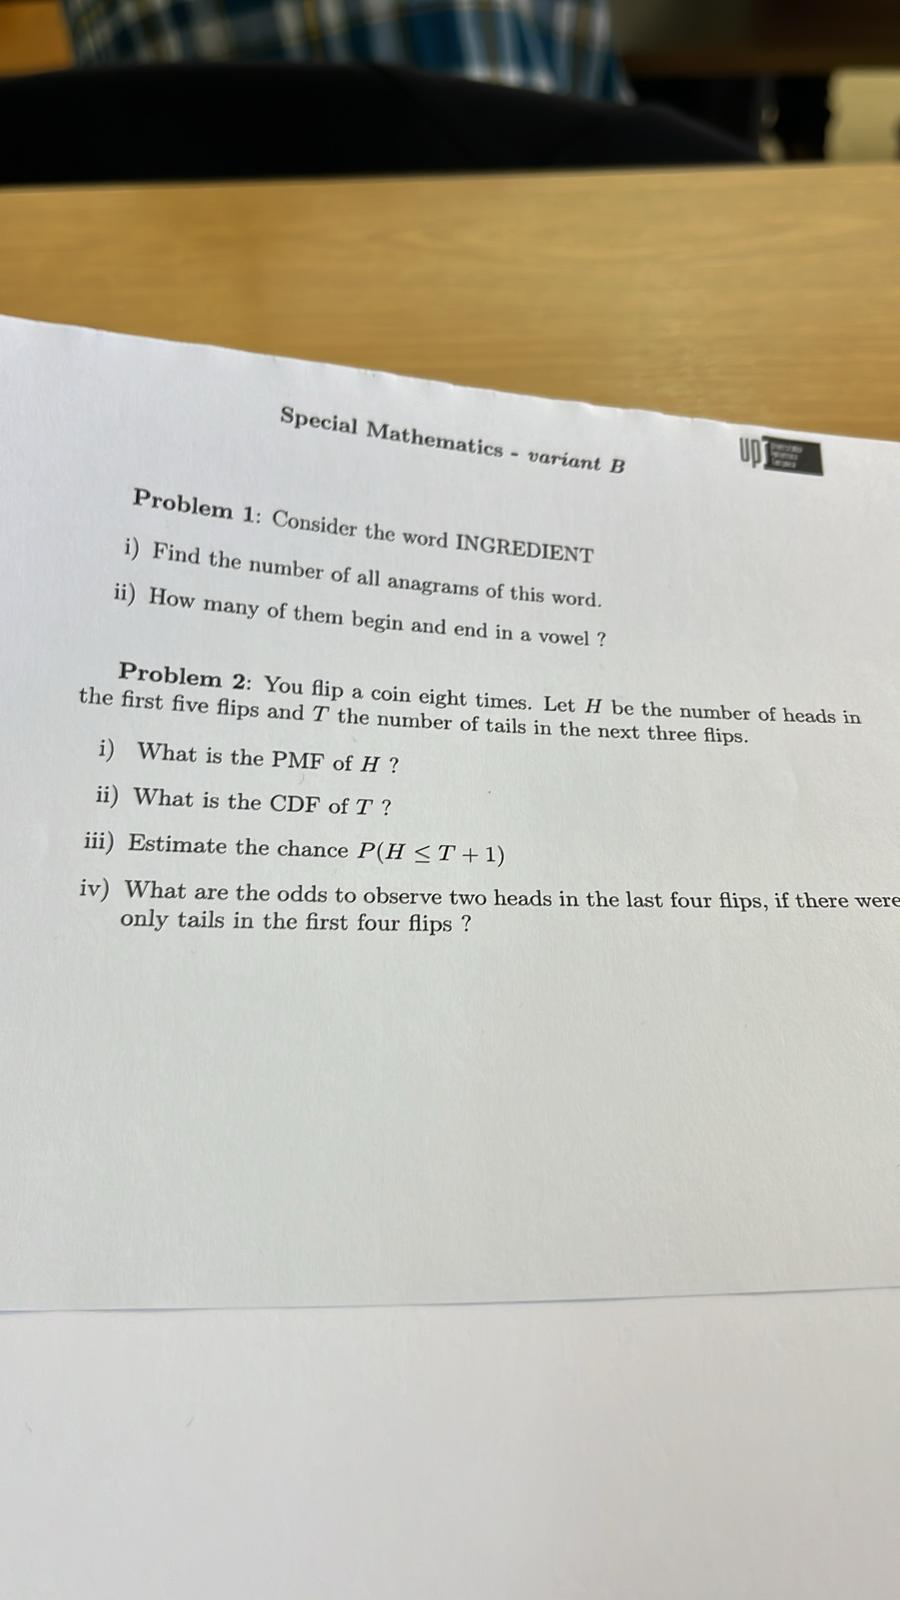 Special Mathematics - variant B
UPT
Problem 1: Consider the word INGREDIENT
i) Find the number of all anagrams of this word.
ii) How many of them begin and end in a vowel ?
Problem 2: You flip a coin eight times. Let H be the number of heads in
the first five flips and T the number of tails in the next three flips.
i) What is the PMF of H ?
ii) What is the CDF of T ?
iii) Estimate the chance P(H ≤ T + 1)
iv) What are the odds to observe two heads in the last four flips, if there were
only tails in the first four flips ?